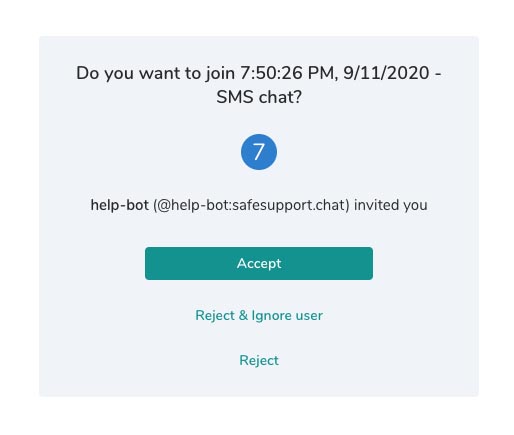 Do you want to join 7:50:26 PM, 9/11/2020 -
SMS chat?
7
help-bot (@help-bot:safesupport.chat) invited you
Accept
Reject & Ignore user
Reject